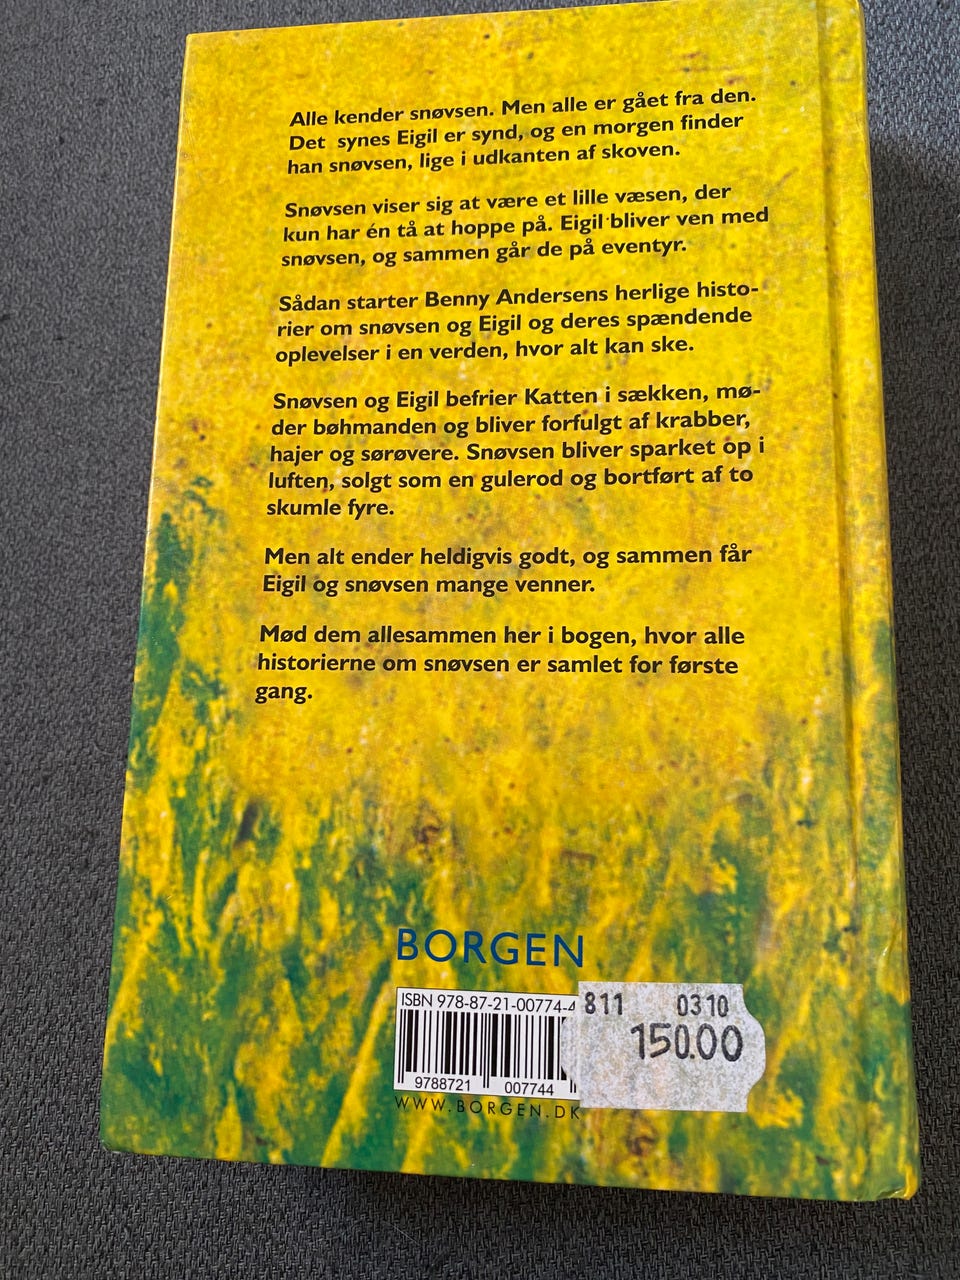 Alle kender snøvsen. Men alle er gået fra den.
Det synes Eigil er synd, og en morgen finder
han snøvsen, lige i udkanten af skoven.
Snøvsen viser sig at være et lille væsen, der
kun har én tå at hoppe på. Eigil bliver ven med
snøvsen, og sammen går de på eventyr.
Sådan starter Benny Andersens herlige histo-
rier om snøvsen og Eigil og deres spændende
oplevelser i en verden, hvor alt kan ske.
Snøvsen og Eigil befrier Katten i sækken, mø-
der bøhmanden og bliver forfulgt af krabber,
hajer og sørøvere. Snøvsen bliver sparket op i
luften, solgt som en gulerod og bortført af to
skumle fyre.
Men alt ender heldigvis godt, og sammen får
Eigil og snøvsen mange venner.
Mød dem allesammen her i bogen, hvor alle
historierne om snøvsen er samlet for første
gang.
BORGEN
ISBN 978-87-21-00774-4
811 0310
150.00
9788721 007744
WWW.BORGEN.DK